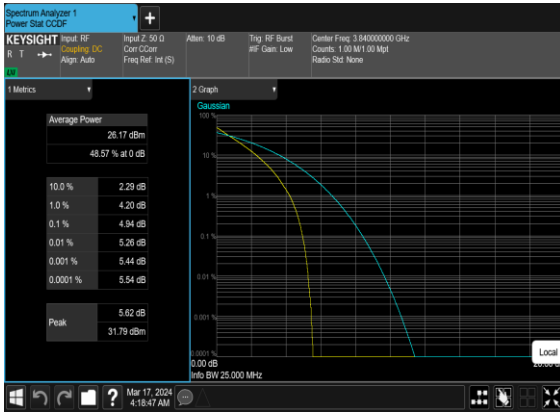 Spectrum Analyzer 1
Power Stat CCDF
KEYSIGHT
R T
Input: RF
Coupling: DC
Align: Auto
Input Z: 50 Ω
Corr CCorr
Freq Ref: Int (S)
Atten: 10 dB
Trig: RF Burst
#IF Gain: Low
Center Freq: 3.840000000 GHz
Counts: 1.00 M/1.00 Mpt
Radio Std: None
1 Metrics
Average Power
26.17 dBm
48.57 % at 0 dB
10.0 % 2.29 dB
1.0 % 4.20 dB
0.1 % 4.94 dB
0.01 % 5.26 dB
0.001 % 5.44 dB
0.0001 % 5.54 dB
Peak 5.62 dB
31.79 dBm
2 Graph
Gaussian
100 %
10 %
1 %
0.1 %
0.01 %
0.001 %
0.0001 %
0.00 dB
Info BW 25.000 MHz
Local
Mar 17, 2024
4:18:47 AM